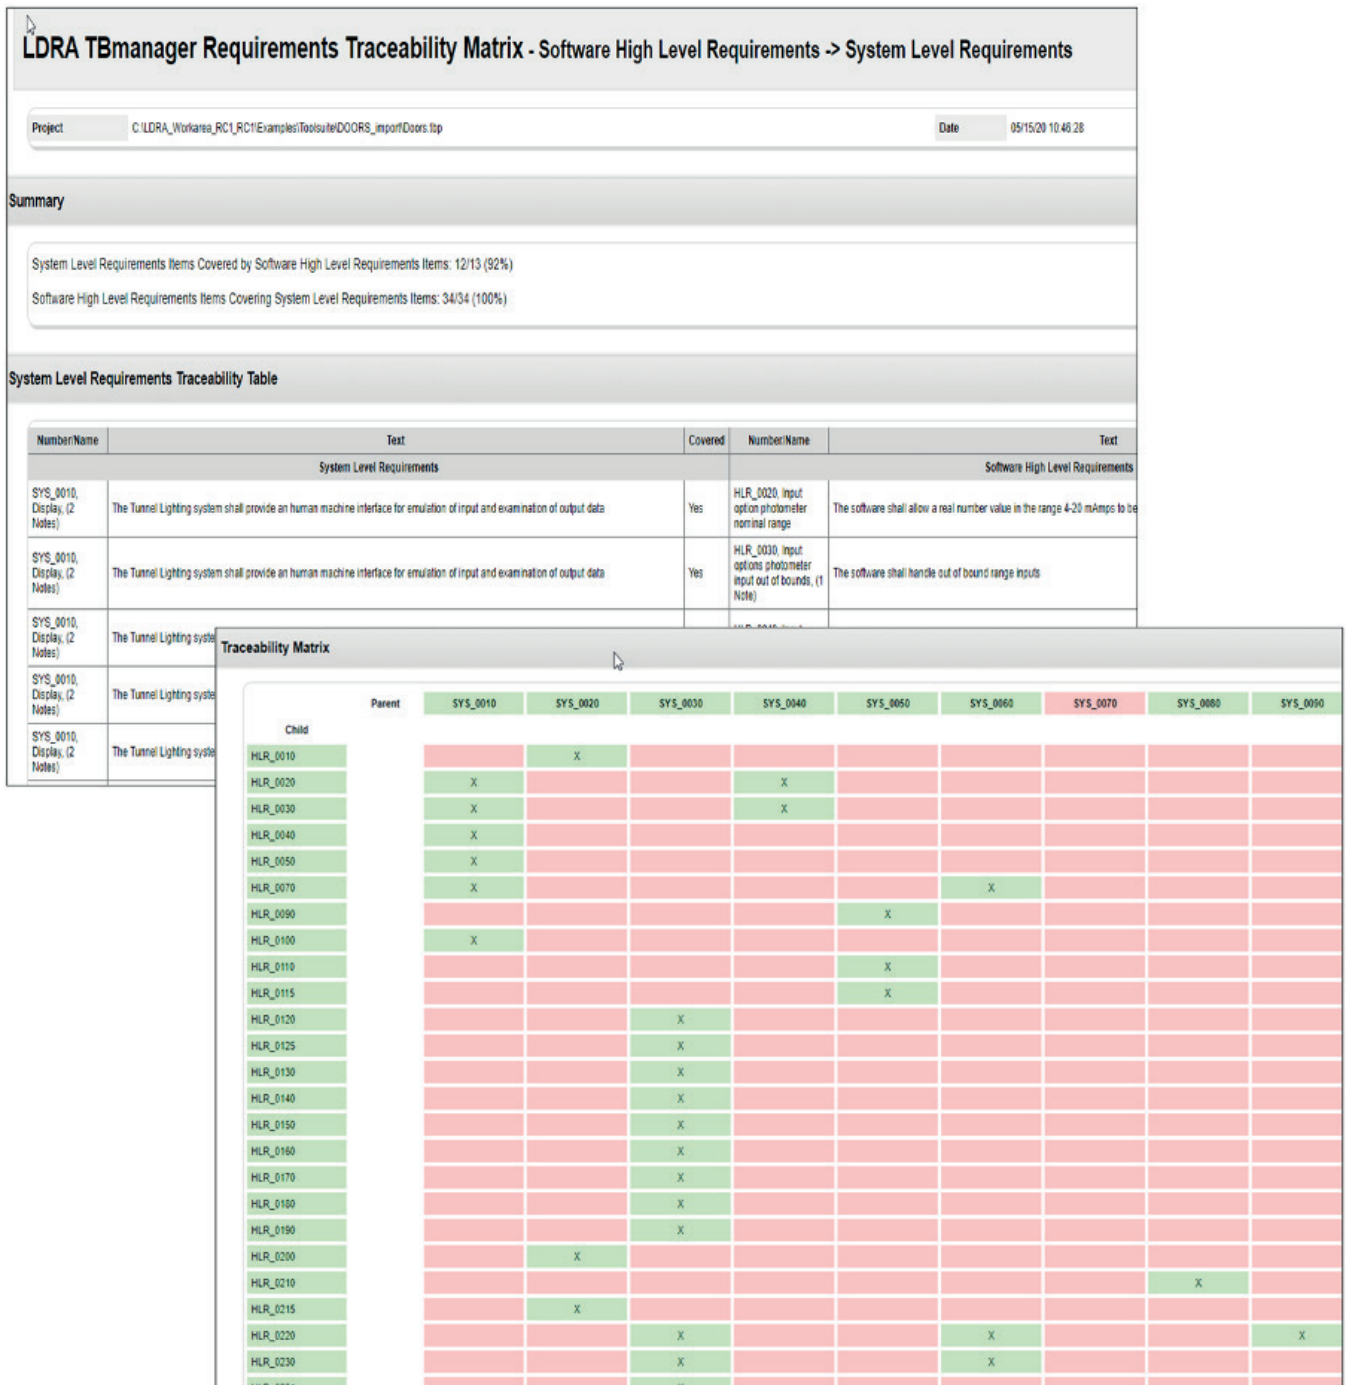 LDRA TBmanager Requirements Traceability Matrix - Software High Level Requirements -> System Level Requirements
Project C:\LDRA_Workarea_RC1_RC1\Examples\Toolsuite\DOORS_import\Doors.tbp Date 05/15/20 10:46:28
Summary
System Level Requirements Items Covered by Software High Level Requirements Items: 12/13 (92%)
Software High Level Requirements Items Covering System Level Requirements Items: 34/34 (100%)
System Level Requirements Traceability Table
Number/Name Text Covered Number/Name Text
System Level Requirements Software High Level Requirements
SYS_0010, Display, (2 Notes) The Tunnel Lighting system shall provide an human machine interface for emulation of input and examination of output data Yes HLR_0020, Input option photometer nominal range The software shall allow a real number value in the range 4-20 mAmps to be
SYS_0010, Display, (2 Notes) The Tunnel Lighting system shall provide an human machine interface for emulation of input and examination of output data Yes HLR_0030, Input options photometer input out of bounds, (1 Note) The software shall handle out of bound range inputs
SYS_0010, Display, (2 Notes) The Tunnel Lighting syste
SYS_0010, Display, (2 Notes) The Tunnel Lighting syste
SYS_0010, Display, (2 Notes) The Tunnel Lighting syste
Traceability Matrix
Parent SYS_0010 SYS_0020 SYS_0030 SYS_0040 SYS_0050 SYS_0060 SYS_0070 SYS_0080 SYS_0090
Child
HLR_0010 X
HLR_0020 X X
HLR_0030 X X
HLR_0040 X
HLR_0050 X
HLR_0070 X X
HLR_0090 X
HLR_0100 X
HLR_0110 X
HLR_0115 X
HLR_0120 X
HLR_0125 X
HLR_0130 X
HLR_0140 X
HLR_0150 X
HLR_0160 X
HLR_0170 X
HLR_0180 X
HLR_0190 X
HLR_0200 X
HLR_0210 X
HLR_0215 X
HLR_0220 X X X
HLR_0230 X X